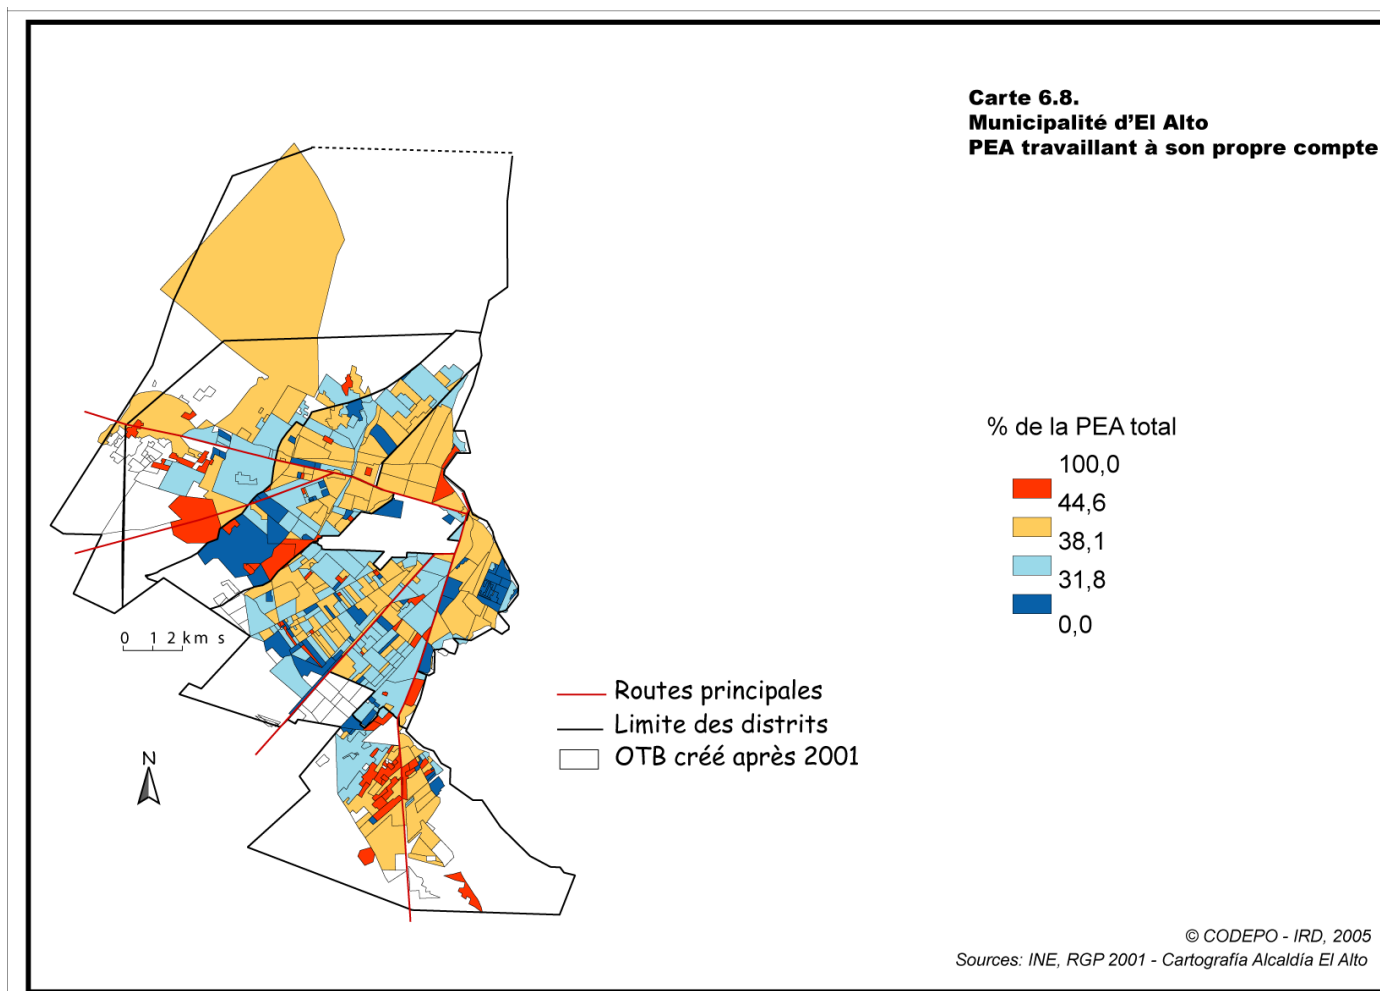 Carte 6.8.
Municipalité d'El Alto
PEA travaillant à son propre compte
% de la PEA total
100,0
44,6
38,1
31,8
0,0
0 1 2 km s
Routes principales
Limite des distrits
OTB créé après 2001
N
© CODEPO - IRD, 2005
Sources: INE, RGP 2001 - Cartografía Alcaldía El Alto